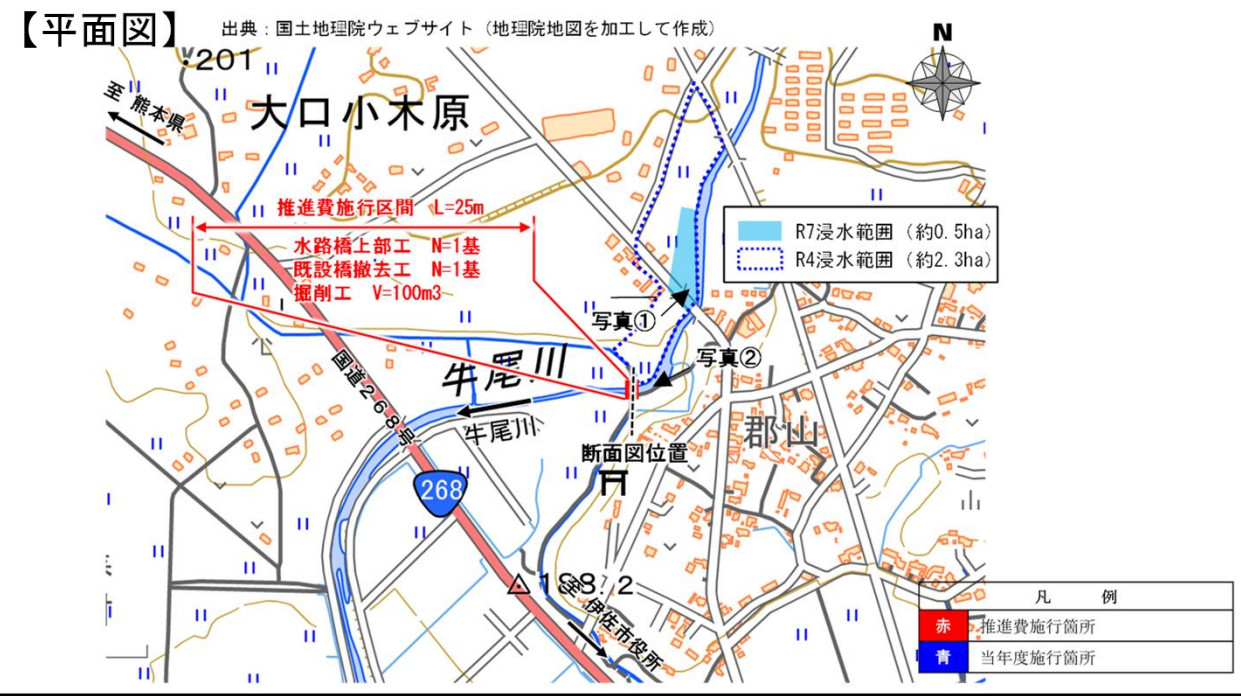 【平面図】
出典：国土地理院ウェブサイト（地理院地図を加工して作成）
N
201
至 熊本県
大口小木原
推進費施行区間 L=25m
水路橋上部工 N=1基
既設橋撤去工 N=1基
掘削工 V=100m3
R7浸水範囲（約0.5ha）
R4浸水範囲（約2.3ha）
写真①
写真②
牛尾川
国道268号
牛尾川
郡山
断面図位置
268
198.2
至 伊佐市役所
凡 例
赤 推進費施行箇所
青 当年度施行箇所